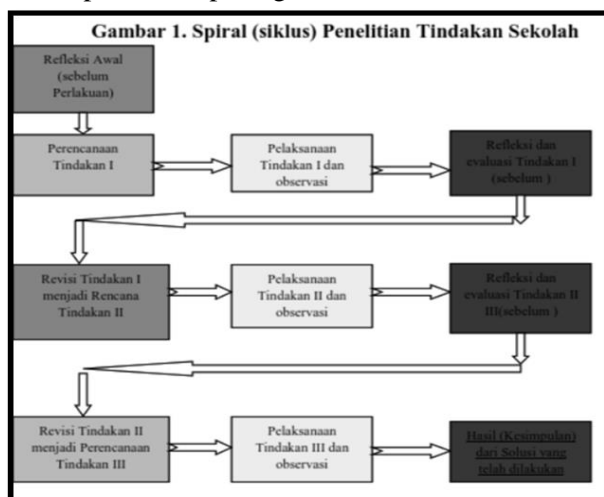 Gambar 1. Spiral (siklus) Penelitian Tindakan Sekolah
Refleksi Awal
(sebelum
Perlakuan)
Perencanaan
Tindakan I
Pelaksanaan
Tindakan I dan
observasi
Refleksi dan
evaluasi Tindakan I
(sebelum )
Revisi Tindakan I
menjadi Rencana
Tindakan II
Pelaksanaan
Tindakan II dan
observasi
Refleksi dan
evaluasi Tindakan II
III(sebelum )
Revisi Tindakan II
menjadi Perencanaan
Tindakan III
Pelaksanaan
Tindakan III dan
observasi
Hasil (Kesimpulan)
dari Solusi yang
telah dilakukan